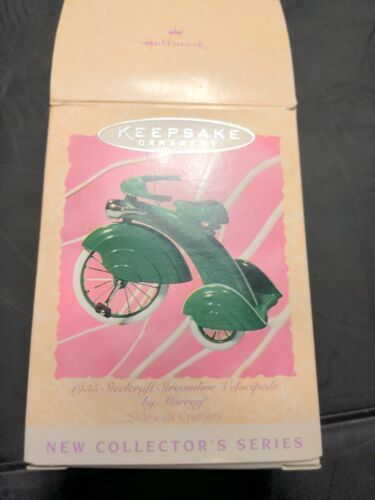 Hallmark
KEEPSAKE
ORNAMENT
1935 Steelcraft Streamline Velocipede
by Murray
Sidewalk Cruisers
NEW COLLECTOR'S SERIES